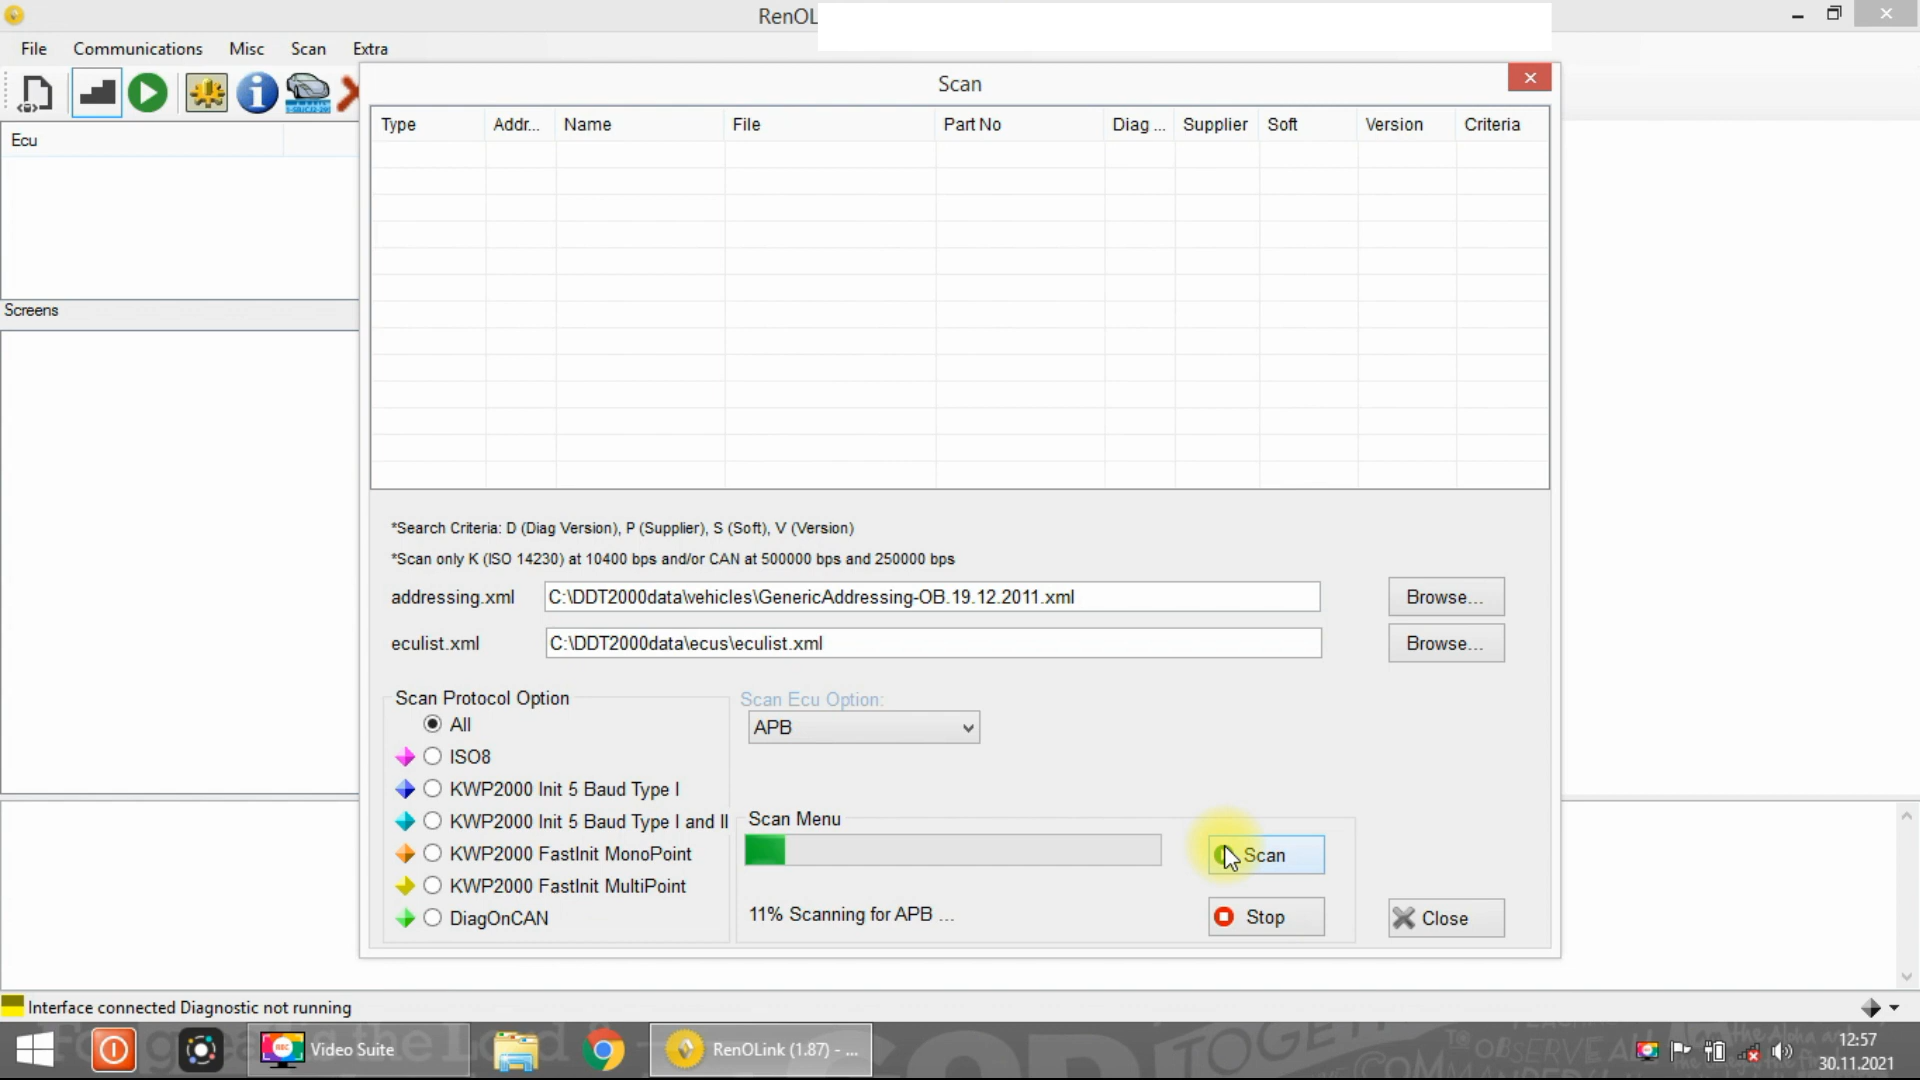 RenOL
File Communications Misc Scan Extra
Scan
Type Addr... Name File Part No Diag ... Supplier Soft Version Criteria
Ecu
Screens
*Search Criteria: D (Diag Version), P (Supplier), S (Soft), V (Version)
*Scan only K (ISO 14230) at 10400 bps and/or CAN at 500000 bps and 250000 bps
addressing.xml C:\DDT2000data\vehicles\GenericAddressing-OB.19.12.2011.xml Browse...
eculist.xml C:\DDT2000data\ecus\eculist.xml Browse...
Scan Protocol Option
All
ISO8
KWP2000 Init 5 Baud Type I
KWP2000 Init 5 Baud Type I and II
KWP2000 FastInit MonoPoint
KWP2000 FastInit MultiPoint
DiagOnCAN
Scan Ecu Option:
APB
Scan Menu
Scan
11% Scanning for APB ...
Stop
Close
Interface connected Diagnostic not running
Video Suite
RenOLink (1.87) - ...
12:57
30.11.2021